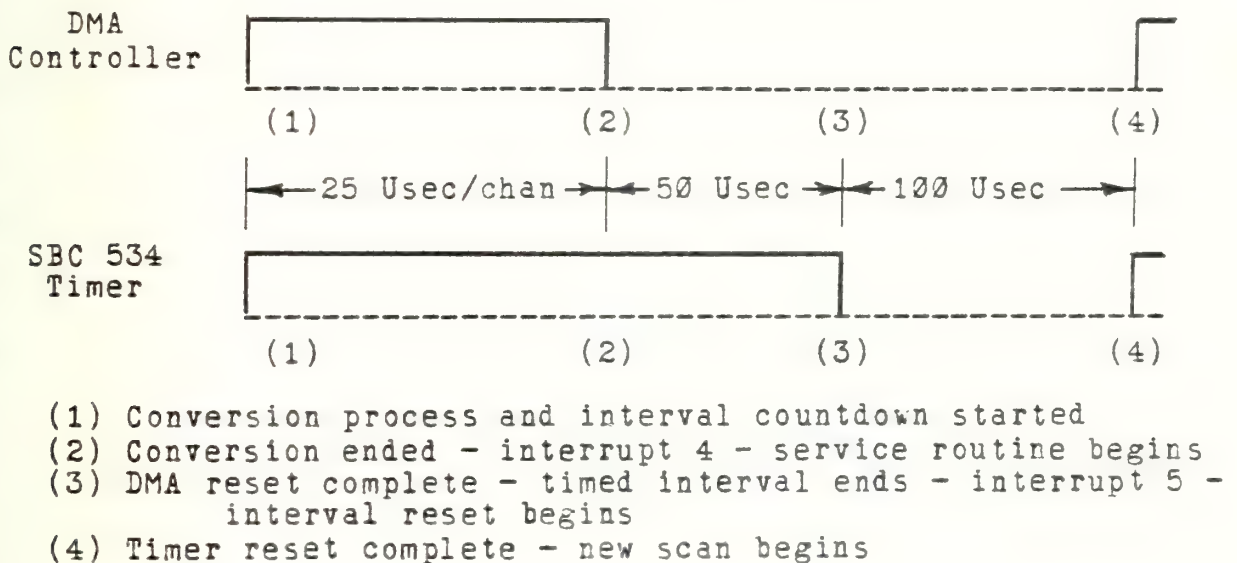 DMA
Controller
(1) (2) (3) (4)
25 Usec/chan 50 Usec 100 Usec
SBC 534
Timer
(1) (2) (3) (4)
(1) Conversion process and interval countdown started
(2) Conversion ended - interrupt 4 - service routine begins
(3) DMA reset complete - timed interval ends - interrupt 5 -
interval reset begins
(4) Timer reset complete - new scan begins